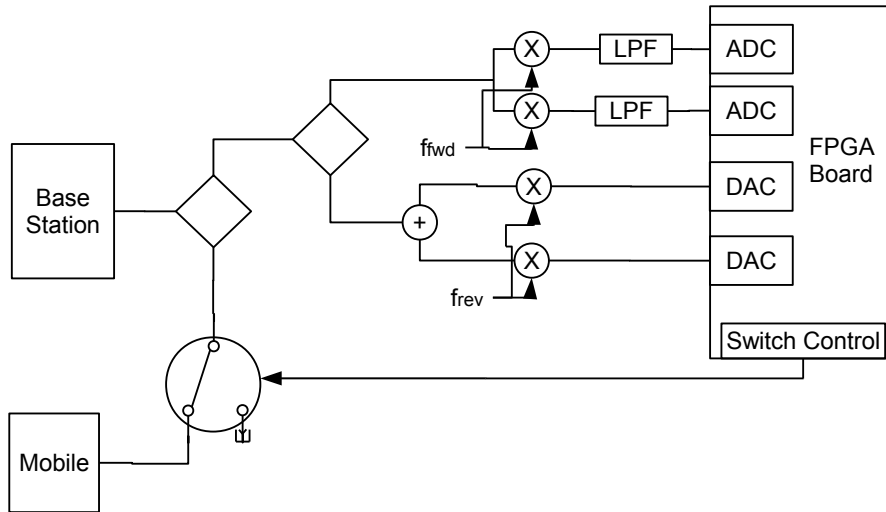 X
LPF
ADC
X
LPF
ADC
ffwd
FPGA
Board
Base
Station
X
DAC
+
X
DAC
frev
Switch Control
Mobile